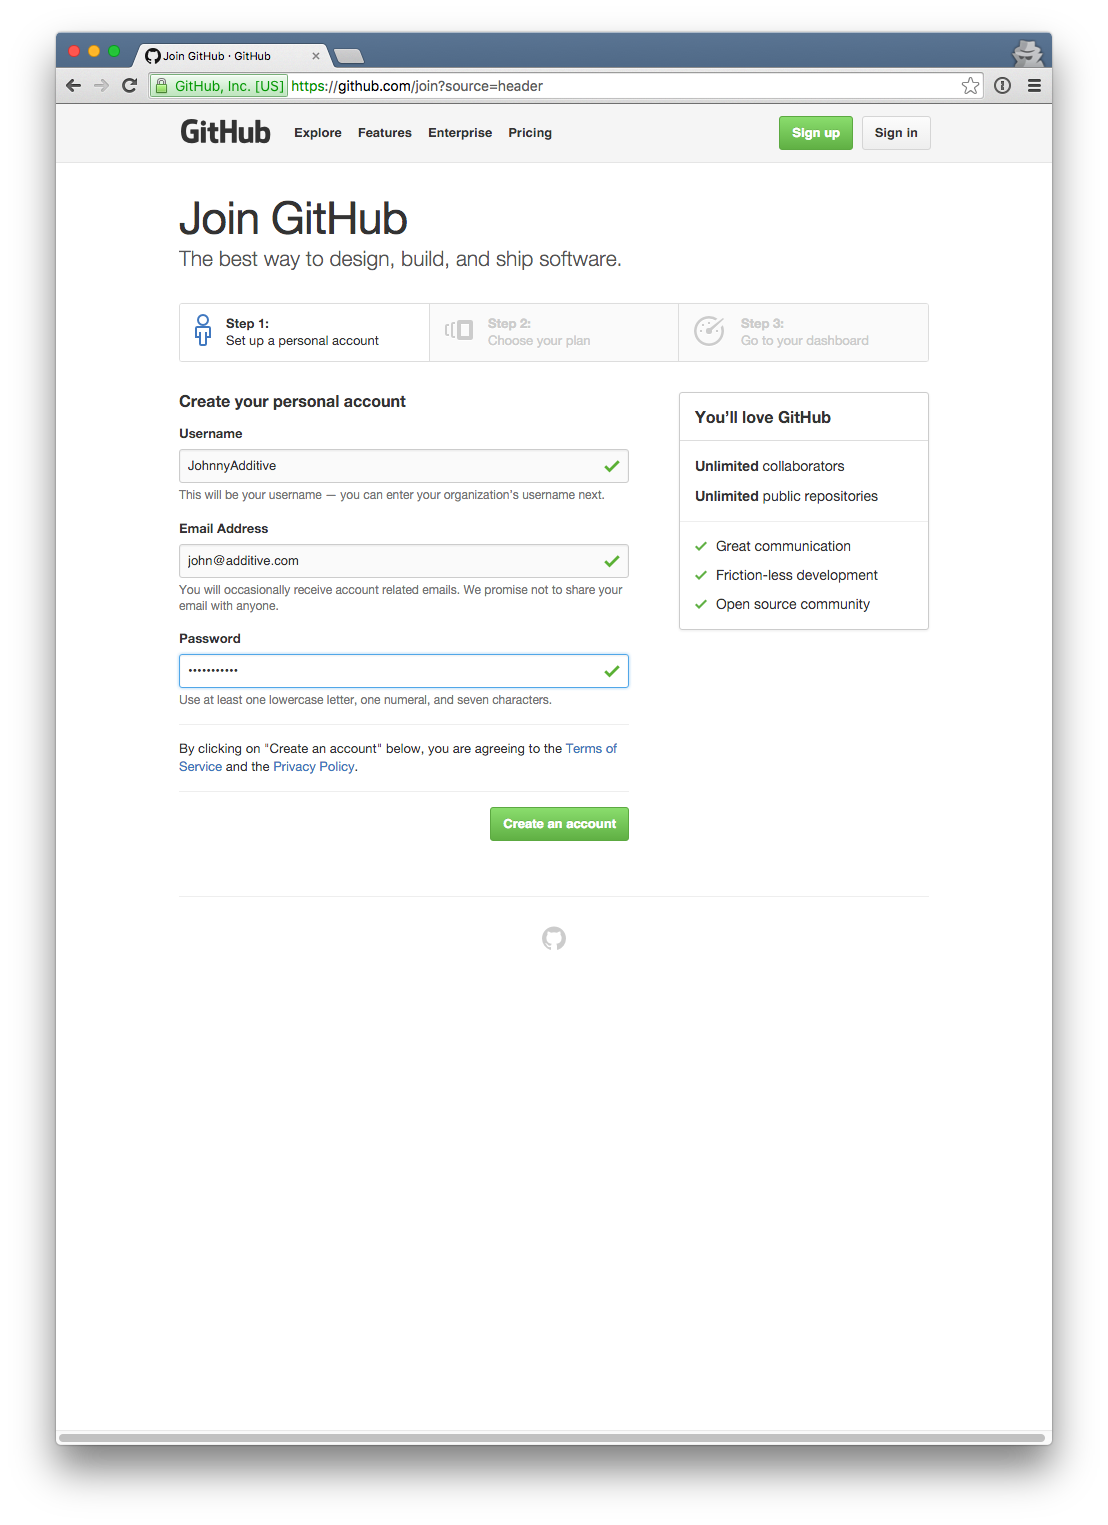 Join GitHub · GitHub
GitHub, Inc. [US] https://github.com/join?source=header
GitHub Explore Features Enterprise Pricing Sign up Sign in
Join GitHub
The best way to design, build, and ship software.
Step 1:
Set up a personal account
Step 2:
Choose your plan
Step 3:
Go to your dashboard
Create your personal account
Username
JohnnyAdditive
This will be your username — you can enter your organization's username next.
Email Address
john@additive.com
You will occasionally receive account related emails. We promise not to share your
email with anyone.
Password
•••••••••••
Use at least one lowercase letter, one numeral, and seven characters.
By clicking on "Create an account" below, you are agreeing to the Terms of
Service and the Privacy Policy.
Create an account
You'll love GitHub
Unlimited collaborators
Unlimited public repositories
Great communication
Friction-less development
Open source community